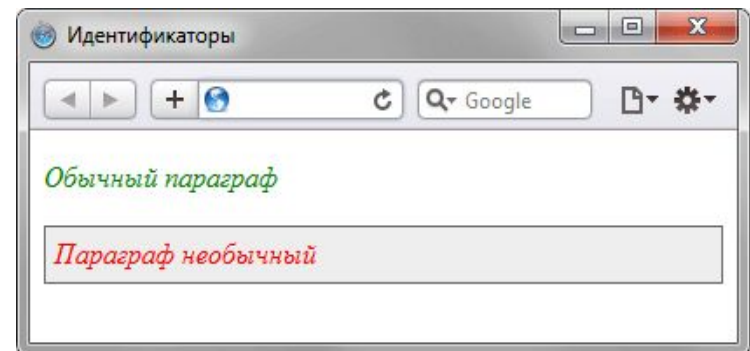 Идентификаторы
Google
Обычный параграф
Параграф необычный